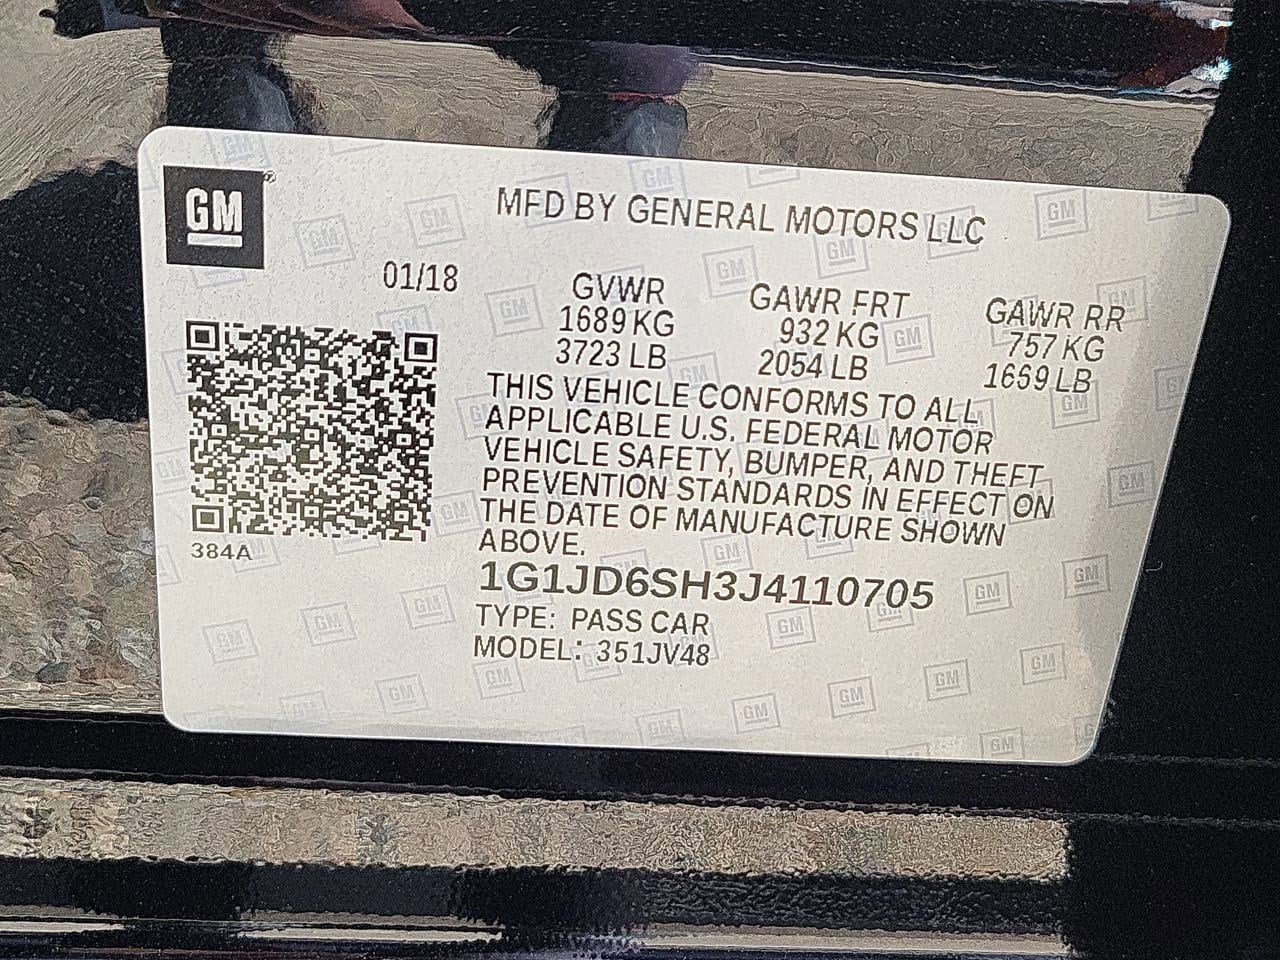 GM
MFD BY GENERAL MOTORS LLC
01/18
GVWR
1689 KG
3723 LB
GAWR FRT
932 KG
2054 LB
GAWR RR
757 KG
1669 LB
THIS VEHICLE CONFORMS TO ALL
APPLICABLE U.S. FEDERAL MOTOR
VEHICLE SAFETY, BUMPER, AND THEFT
PREVENTION STANDARDS IN EFFECT ON
THE DATE OF MANUFACTURE SHOWN
ABOVE.
384A
1G1JD6SH3J4110705
TYPE: PASS CAR
MODEL: 351JV48